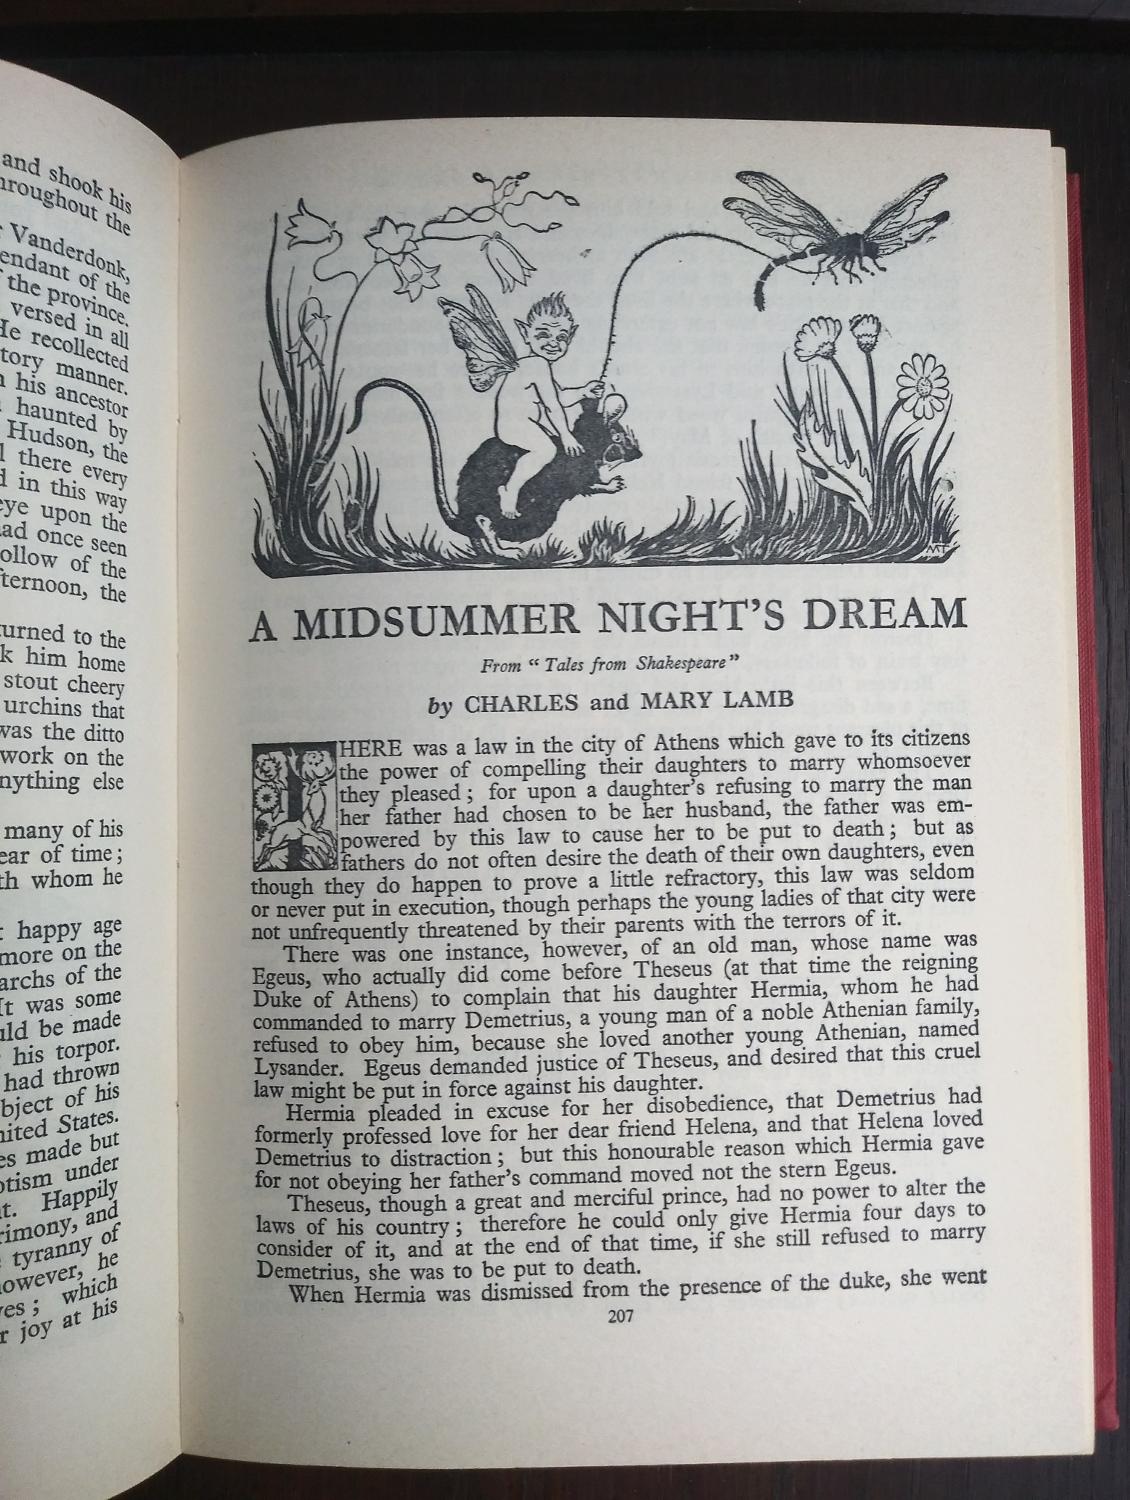 and shook his
throughout the
Vanderdonk,
of the
the province.
versed in all
He recollected
manner.
his ancestor
haunted by
Hudson, the
there every
in this way
eye upon the
had once seen
of the
the
to the
him home
stout cheery
urchins that
was the ditto
work on the
anything else
many of his
of time;
whom he
happy age
more on the
of the
It was some
be made
his torpor.
had thrown
of his
States.
made but
under
Happily
and
tyranny of
however, he
; which
joy at his
MT
A MIDSUMMER NIGHT'S DREAM
From “ Tales from Shakespeare ”
by CHARLES and MARY LAMB
THERE was a law in the city of Athens which gave to its citizens
the power of compelling their daughters to marry whomsoever
they pleased ; for upon a daughter's refusing to marry the man
her father had chosen to be her husband, the father was em-
powered by this law to cause her to be put to death ; but as
fathers do not often desire the death of their own daughters, even
though they do happen to prove a little refractory, this law was seldom
or never put in execution, though perhaps the young ladies of that city were
not unfrequently threatened by their parents with the terrors of it.
There was one instance, however, of an old man, whose name was
Egeus, who actually did come before Theseus (at that time the reigning
Duke of Athens) to complain that his daughter Hermia, whom he had
commanded to marry Demetrius, a young man of a noble Athenian family,
refused to obey him, because she loved another young Athenian, named
Lysander. Egeus demanded justice of Theseus, and desired that this cruel
law might be put in force against his daughter.
Hermia pleaded in excuse for her disobedience, that Demetrius had
formerly professed love for her dear friend Helena, and that Helena loved
Demetrius to distraction ; but this honourable reason which Hermia gave
for not obeying her father's command moved not the stern Egeus.
Theseus, though a great and merciful prince, had no power to alter the
laws of his country ; therefore he could only give Hermia four days to
consider of it, and at the end of that time, if she still refused to marry
Demetrius, she was to be put to death.
When Hermia was dismissed from the presence of the duke, she went
207